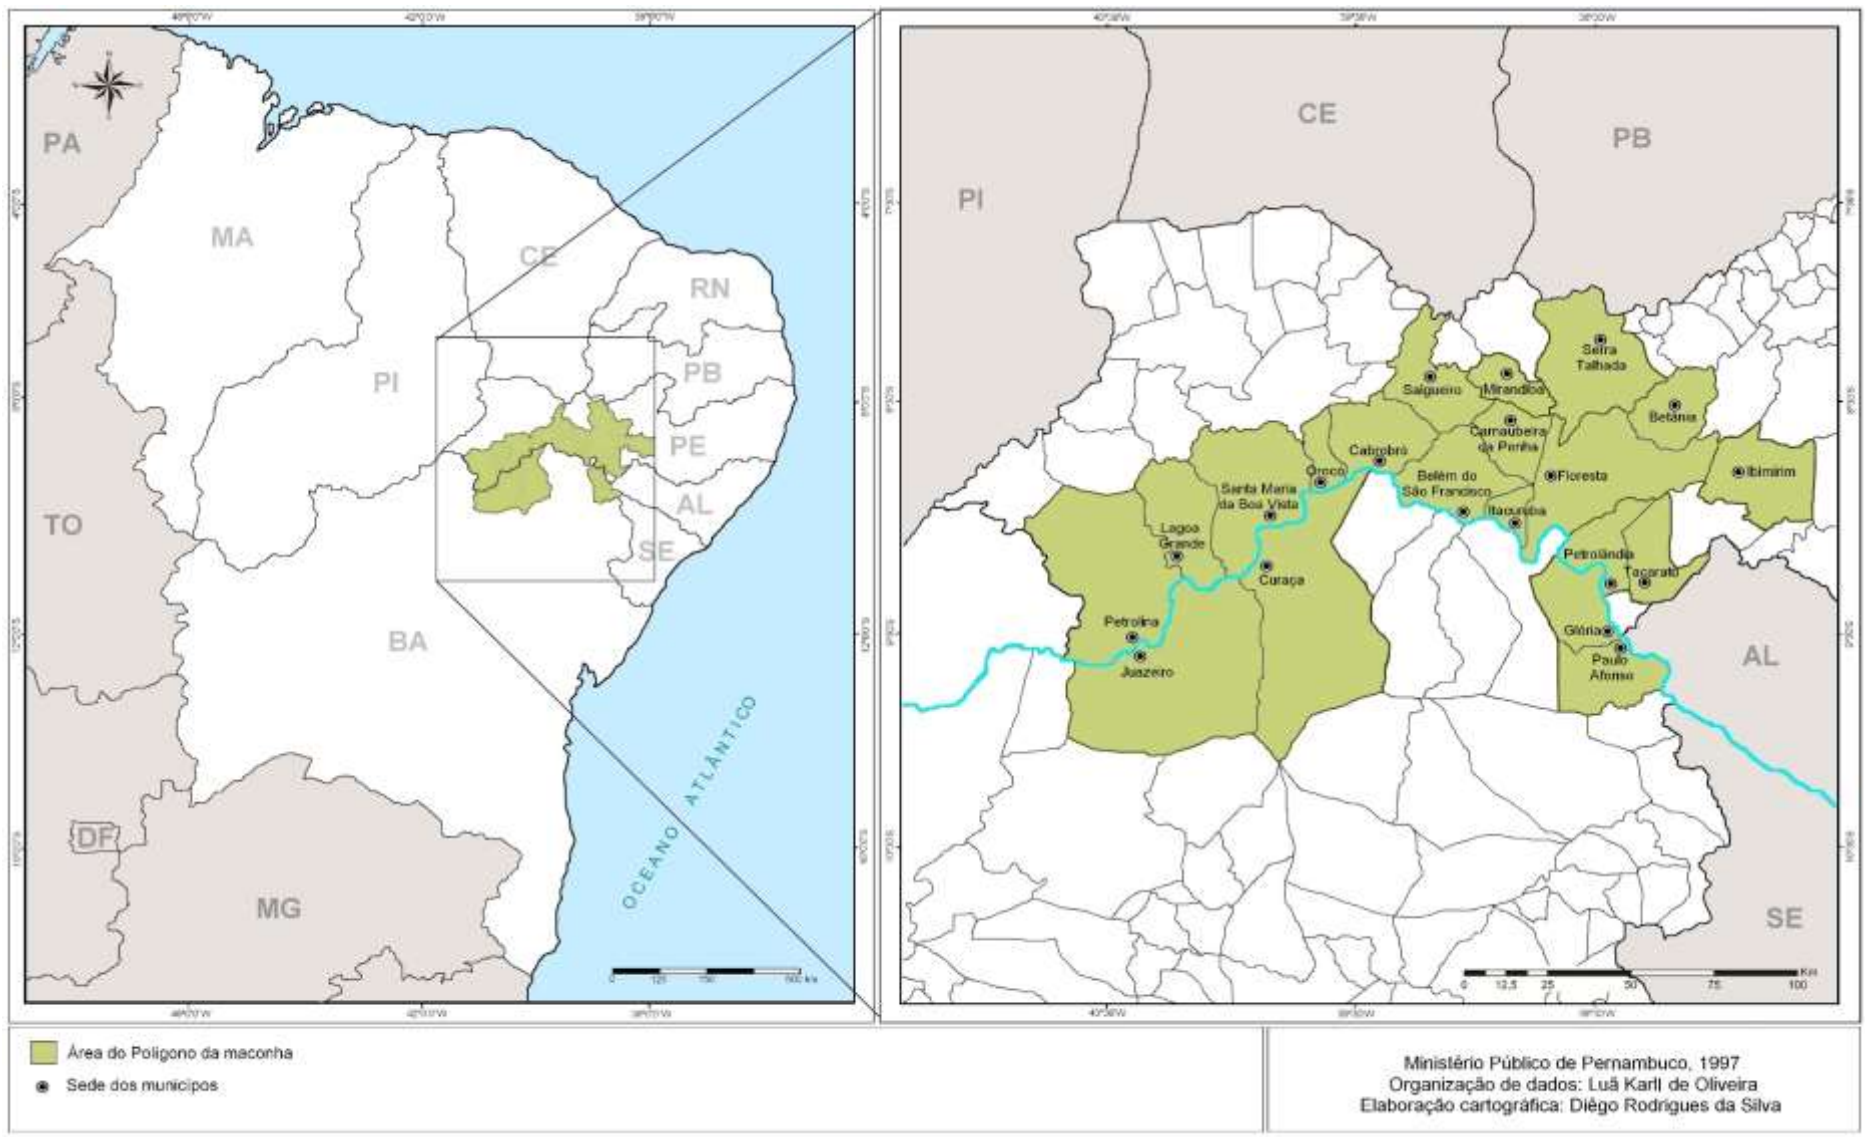 PA
MA
CE
RN
PI
PB
PE
AL
TO
SE
BA
DF
MG
OCEANO ATLÂNTICO
CE
PB
PI
Serra
Talhada
Salgueiro
Mirandiba
Betânia
Carnaubeira
da Penha
Cabrobró
Orocó
Ibimirim
Floresta
Belém do
São Francisco
Santa Maria
da Boa Vista
Itacuruba
Lagoa
Grande
Petrolândia
Tacaratu
Curaça
Petrolina
Glória
Juazeiro
Paulo
Afonso
AL
SE
Km
0 12,5 25 50 75 100
Área do Polígono da maconha
Sede dos municípos
Ministério Público de Pernambuco, 1997
Organização de dados: Luã Karll de Oliveira
Elaboração cartográfica: Diêgo Rodrigues da Silva